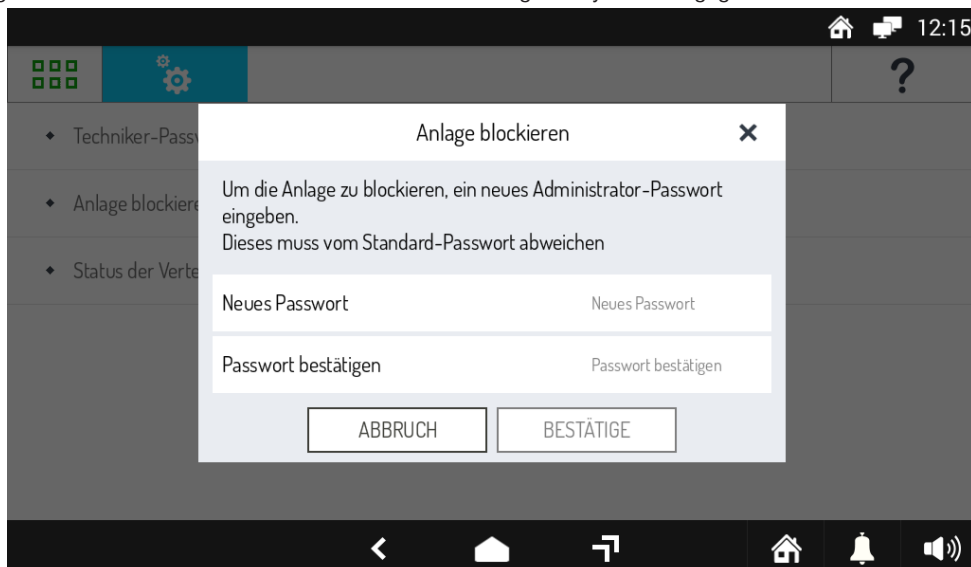 12:15
?
Techniker-Passw
Anlage blockieren
Um die Anlage zu blockieren, ein neues Administrator-Passwort
eingeben.
Dieses muss vom Standard-Passwort abweichen
Anlage blockiere
Status der Verte
Neues Passwort
Neues Passwort
Passwort bestätigen
Passwort bestätigen
ABBRUCH
BESTÄTIGE